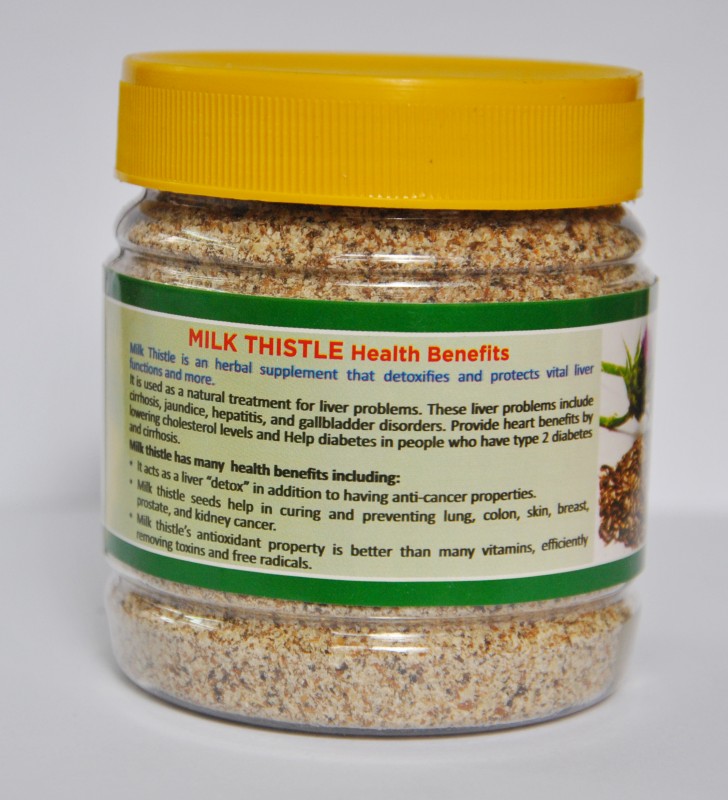 MILK THISTLE Health Benefits
Milk Thistle is an herbal supplement that detoxifies and protects vital liver
functions and more.
It is used as a natural treatment for liver problems. These liver problems include
cirrhosis, jaundice, hepatitis, and gallbladder disorders. Provide heart benefits by
lowering cholesterol levels and Help diabetes in people who have type 2 diabetes
and cirrhosis.
Milk thistle has many health benefits including:
• It acts as a liver "detox" in addition to having anti-cancer properties.
• Milk thistle seeds help in curing and preventing lung, colon, skin, breast,
prostate, and kidney cancer.
• Milk thistle's antioxidant property is better than many vitamins, efficiently
removing toxins and free radicals.